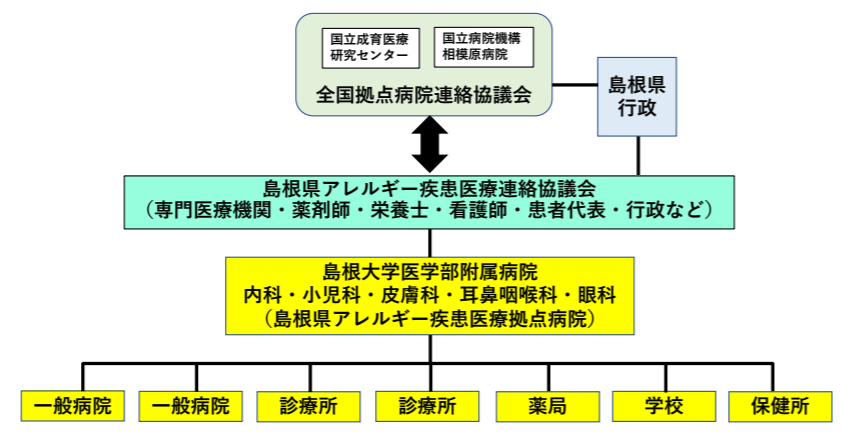 国立成育医療
研究センター
国立病院機構
相模原病院
全国拠点病院連絡協議会
島根県
行政
島根県アレルギー疾患医療連絡協議会
（専門医療機関・薬剤師・栄養士・看護師・患者代表・行政など）
島根大学医学部附属病院
内科・小児科・皮膚科・耳鼻咽喉科・眼科
（島根県アレルギー疾患医療拠点病院）
一般病院
一般病院
診療所
診療所
薬局
学校
保健所